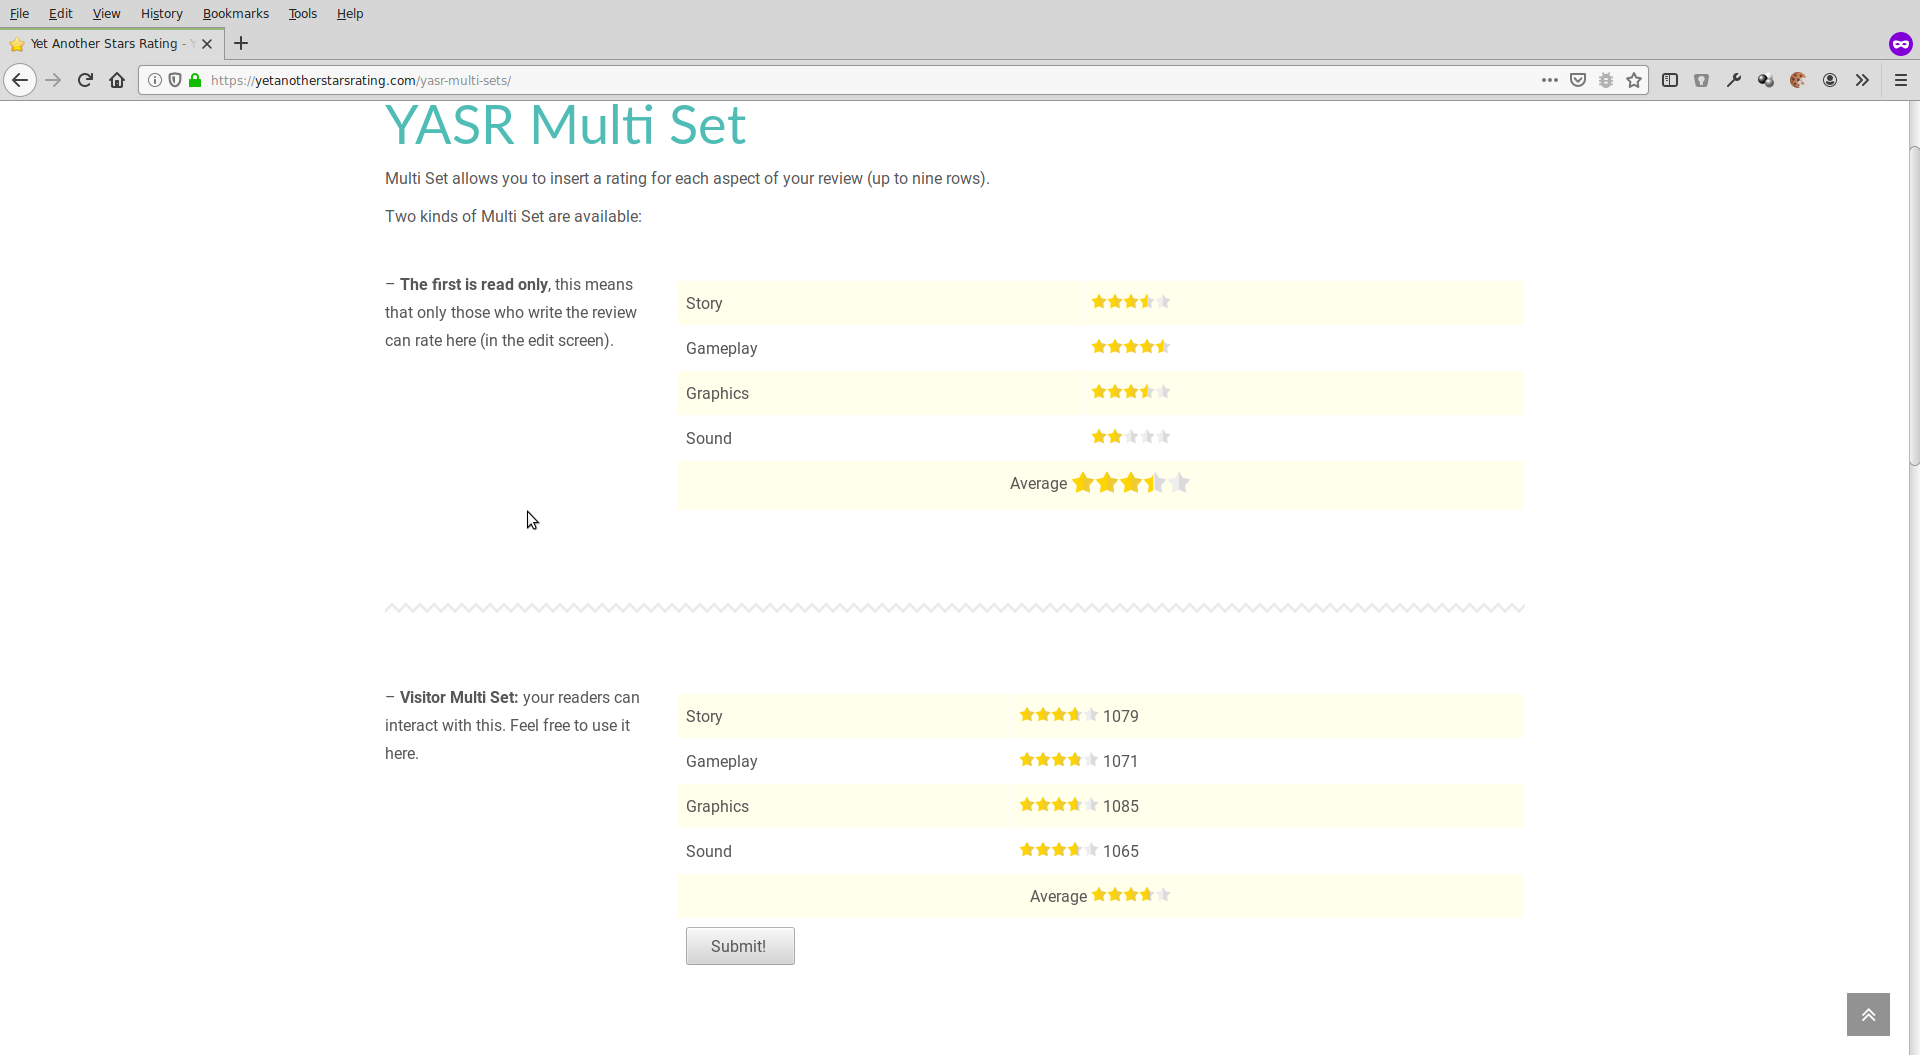 File Edit View History Bookmarks Tools Help
Yet Another Stars Rating -
https://yetanotherstarsrating.com/yasr-multi-sets/
YASR Multi Set
Multi Set allows you to insert a rating for each aspect of your review (up to nine rows).
Two kinds of Multi Set are available:
– The first is read only, this means
that only those who write the review
can rate here (in the edit screen).
Story
Gameplay
Graphics
Sound
Average
– Visitor Multi Set: your readers can
interact with this. Feel free to use it
here.
Story 1079
Gameplay 1071
Graphics 1085
Sound 1065
Average
Submit!